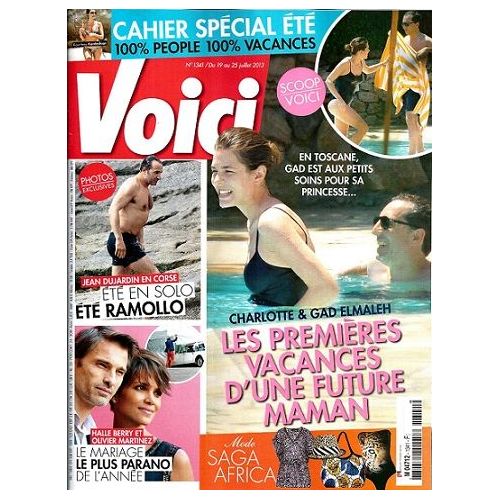 CAHIER SPÉCIAL ÉTÉ
100% PEOPLE 100% VACANCES
N° 1341 / Du 19 au 25 juillet 2013
Voici
SCOOP
VOICI
EN TOSCANE,
GAD EST AUX PETITS
SOINS POUR SA
PRINCESSE...
PHOTOS
EXCLUSIVES
JEAN DUJARDIN EN CORSE
ÉTÉ EN SOLO
ÉTÉ RAMOLLO
CHARLOTTE & GAD ELMALEH
LES PREMIÈRES
VACANCES
D'UNE FUTURE
MAMAN
HALLE BERRY ET
OLIVIER MARTINEZ
LE MARIAGE
LE PLUS PARANO
DE L'ANNÉE
Mode
SAGA
AFRICA